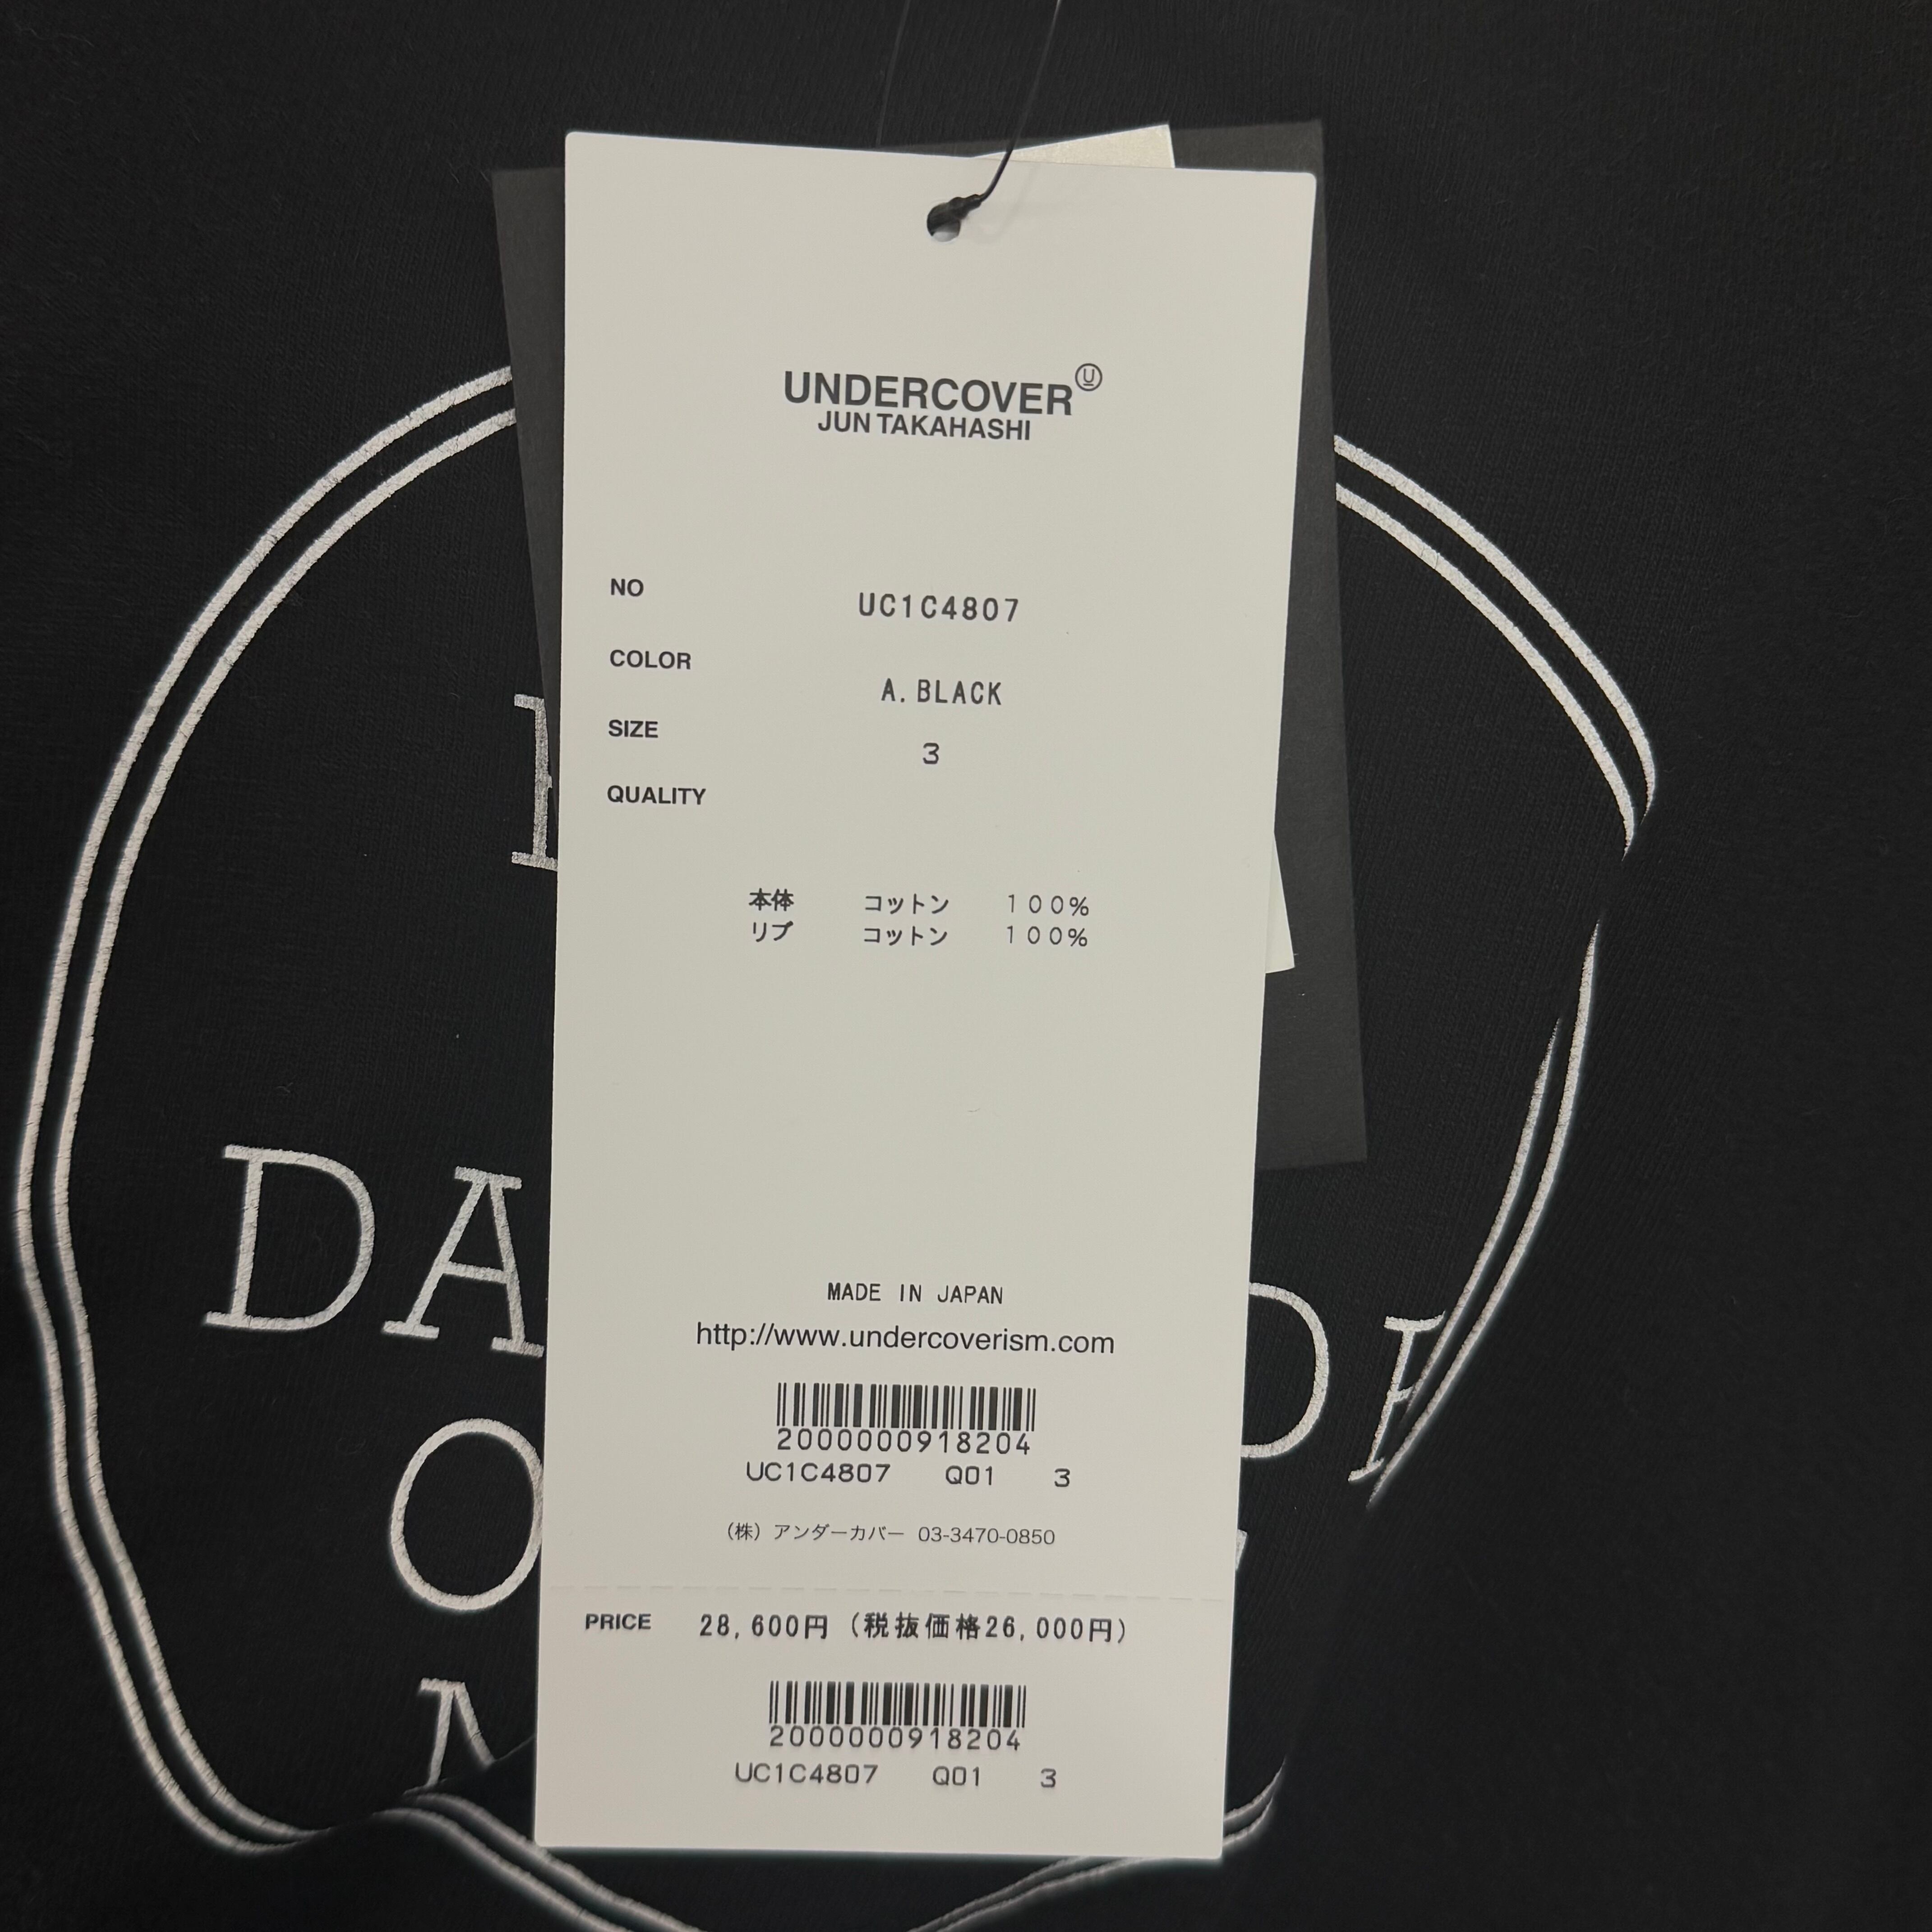 UNDERCOVER Ⓤ
JUN TAKAHASHI
NO UC1C4807
COLOR A. BLACK
SIZE 3
QUALITY
本体 コットン 100%
リブ コットン 100%
MADE IN JAPAN
http://www.undercoverism.com
2000000918204
UC1C4807 Q01 3
（株）アンダーカバー 03-3470-0850
PRICE 28,600円（税抜価格26,000円）
2000000918204
UC1C4807 Q01 3